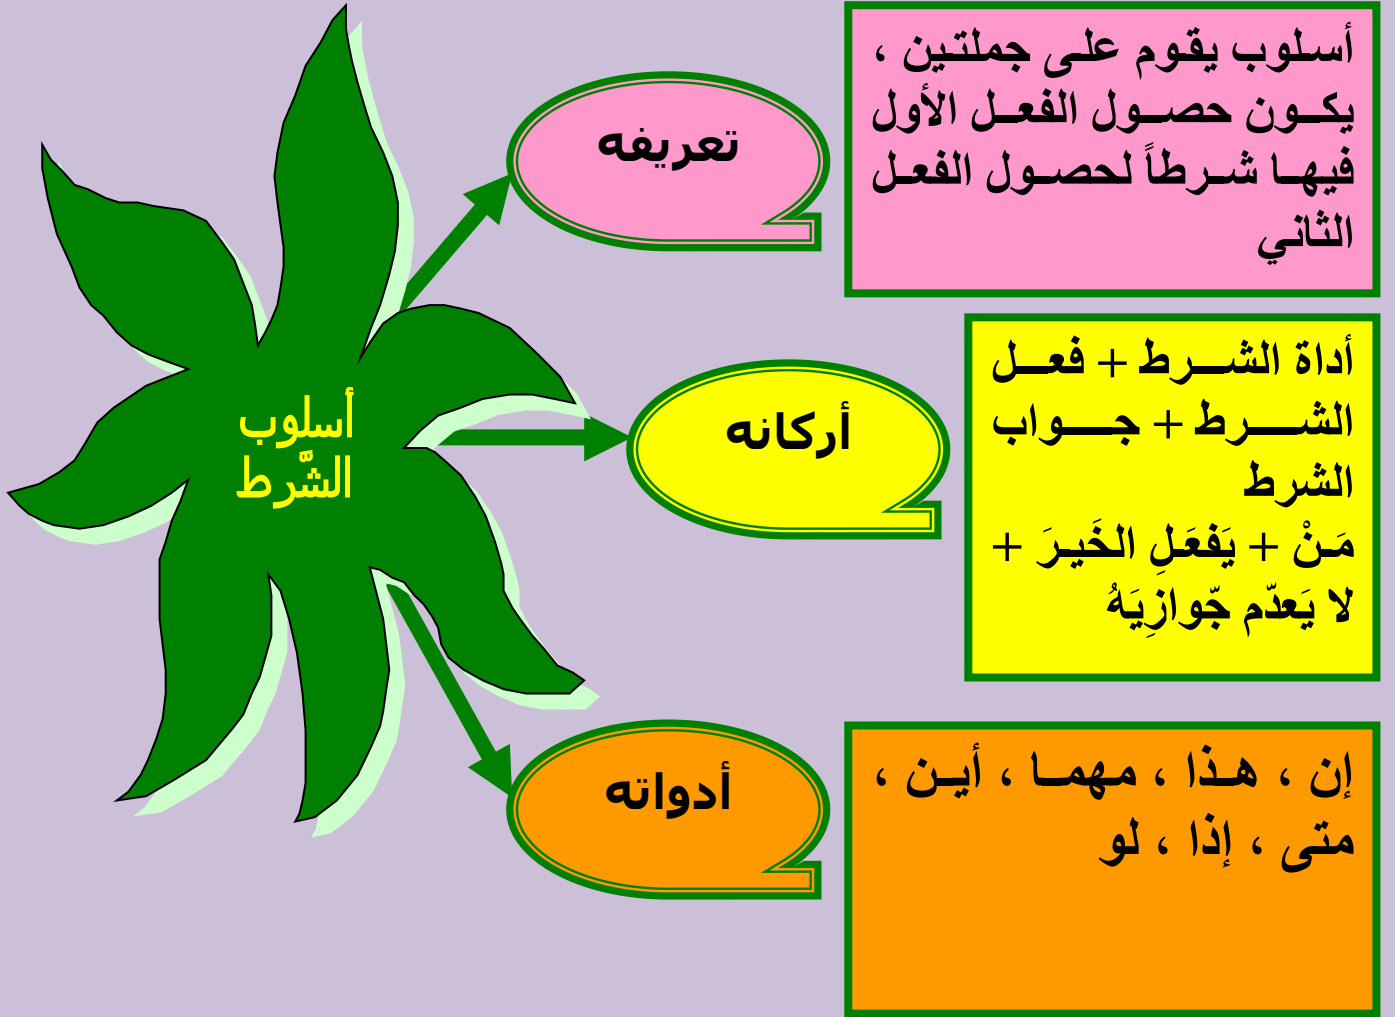 أسلوب
الشَّرط
تعريفه
أسلوب يقوم على جملتين ،
يكون حصول الفعل الأول
فيها شرطاً لحصول الفعل
الثاني
أركانه
أداة الشرط + فعل
الشرط + جواب
الشرط
مَنْ + يَفعَلِ الخَيرَ +
لا يَعدّم جّوازِيَهُ
أدواته
إن ، هذا ، مهما ، أين ،
متى ، إذا ، لو